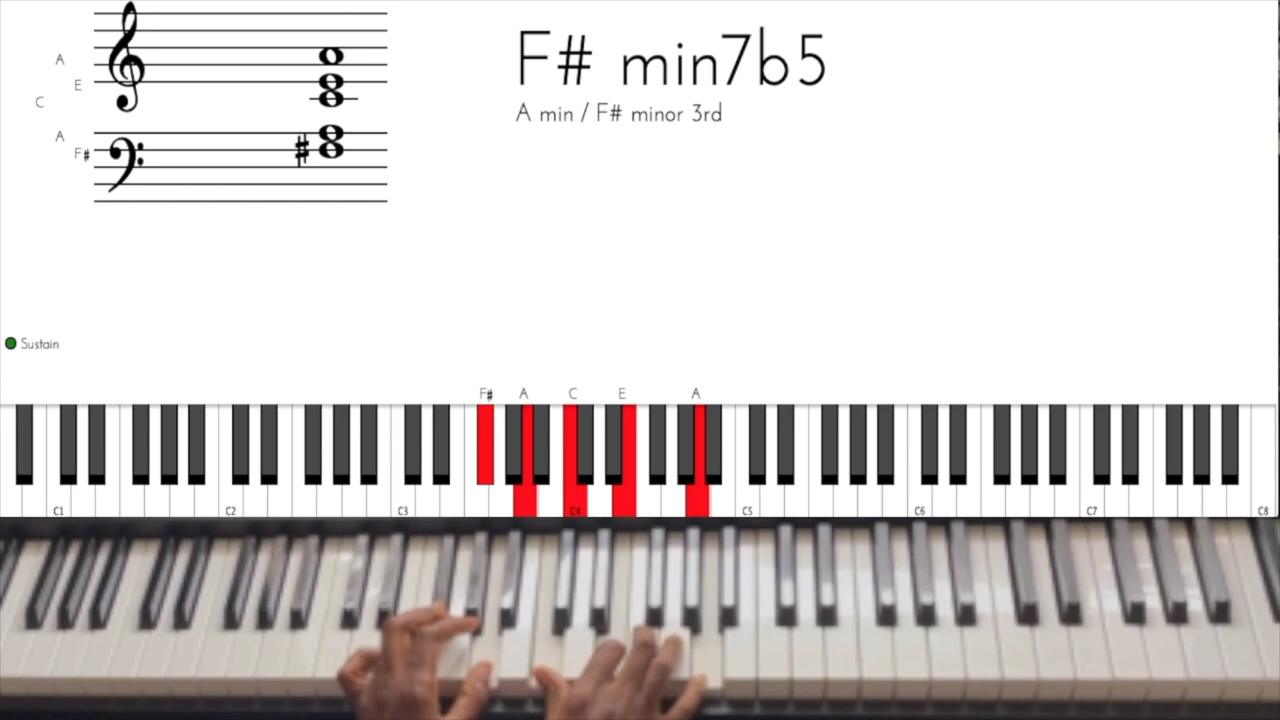 F# min7b5
A min / F# minor 3rd
A
E
C
A
F♯
Sustain
F♯ A C E A
C1 C2 C3 C4 C5 C6 C7 C8